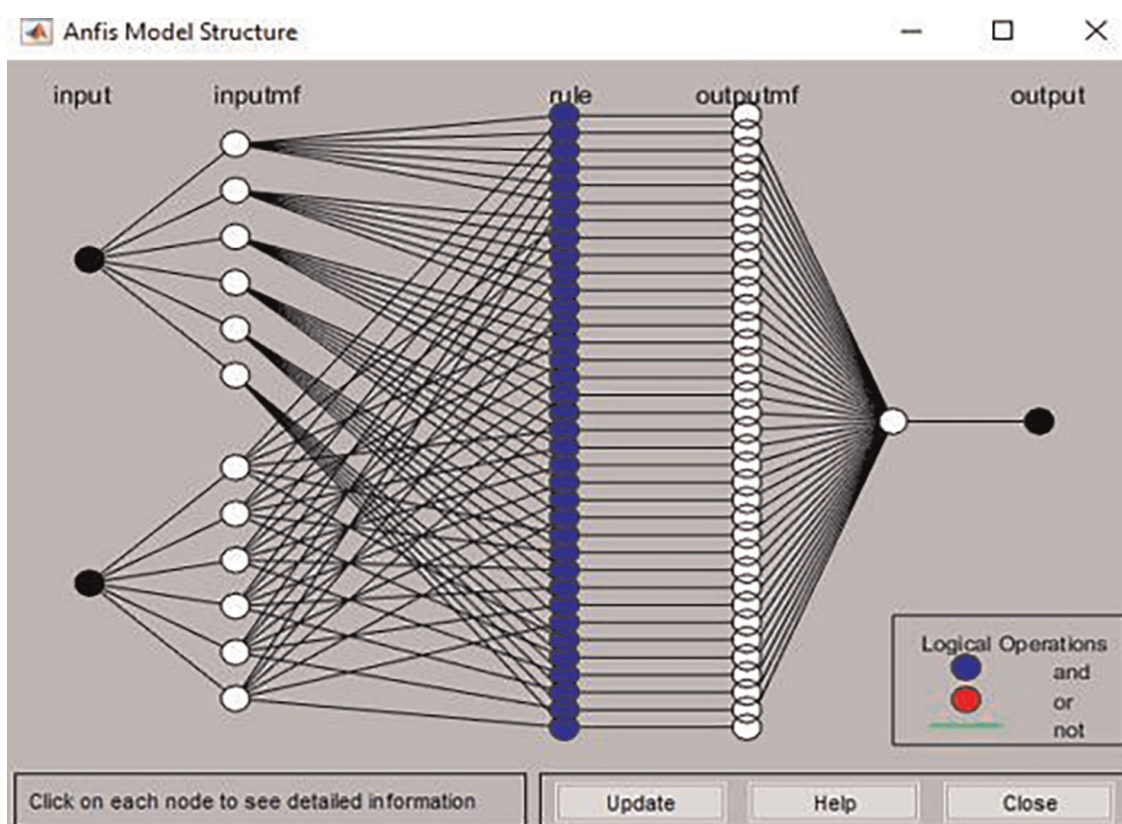 Anfis Model Structure
input inputmf rule outputmf output
Logical Operations
and
or
not
Click on each node to see detailed information
Update Help Close